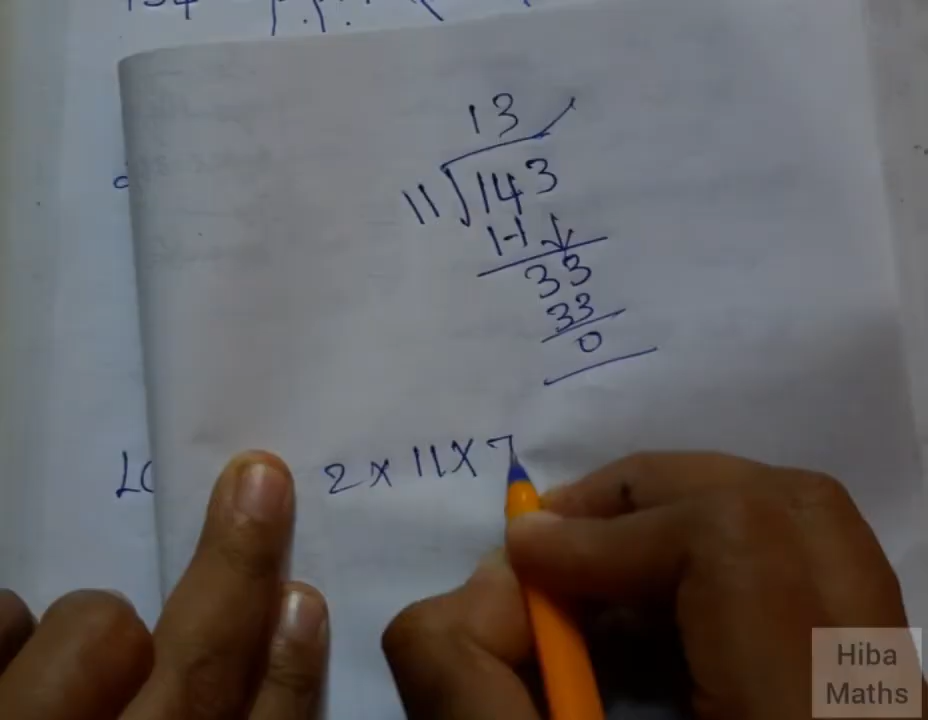 13
11)143
11
33
33
0
LC
2 × 11 × 7
Hiba
Maths